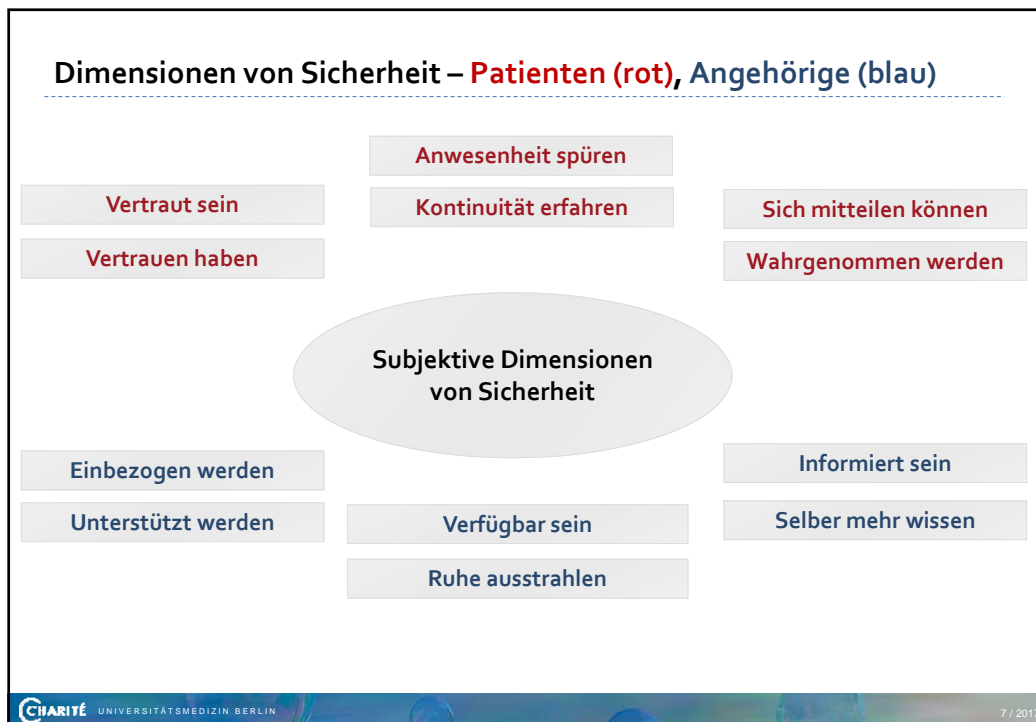 Dimensionen von Sicherheit – Patienten (rot), Angehörige (blau)
Anwesenheit spüren
Kontinuität erfahren
Vertraut sein
Vertrauen haben
Sich mitteilen können
Wahrgenommen werden
Subjektive Dimensionen
von Sicherheit
Einbezogen werden
Unterstützt werden
Verfügbar sein
Ruhe ausstrahlen
Informiert sein
Selber mehr wissen
CHARITÉ UNIVERSITÄTSMEDIZIN BERLIN